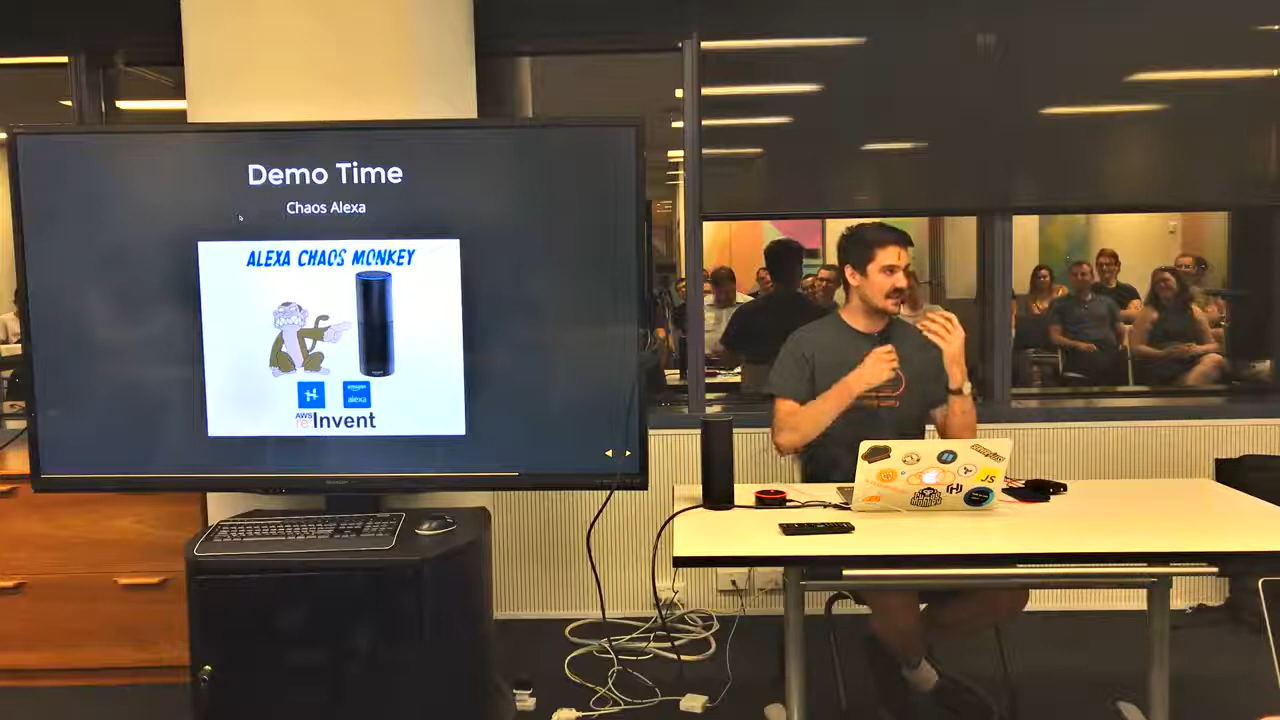 Demo Time
Chaos Alexa
ALEXA CHAOS MONKEY
amazon
alexa
AWS
re:Invent
JS